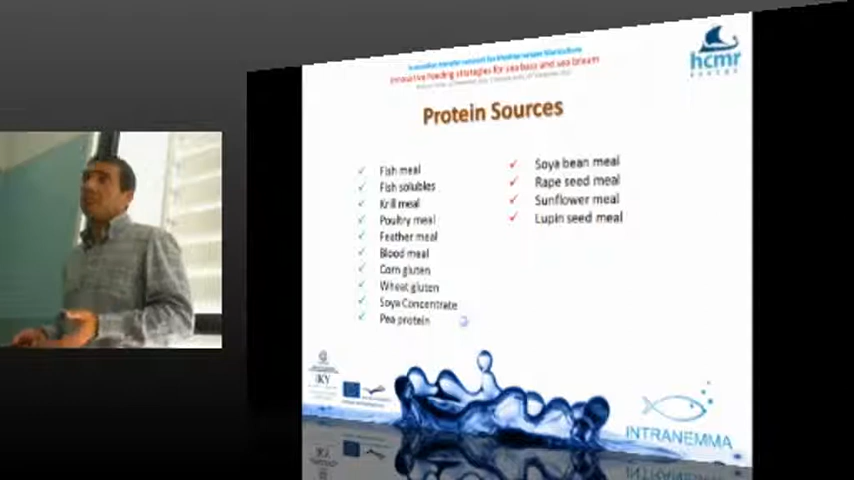 Innovative feeding strategies for sea bass and sea bream
hcmr
Protein Sources
Fish meal
Fish solubles
Krill meal
Poultry meal
Feather meal
Blood meal
Corn gluten
Wheat gluten
Soya Concentrate
Pea protein
Soya bean meal
Rape seed meal
Sunflower meal
Lupin seed meal
IKY
INTRANEMMA